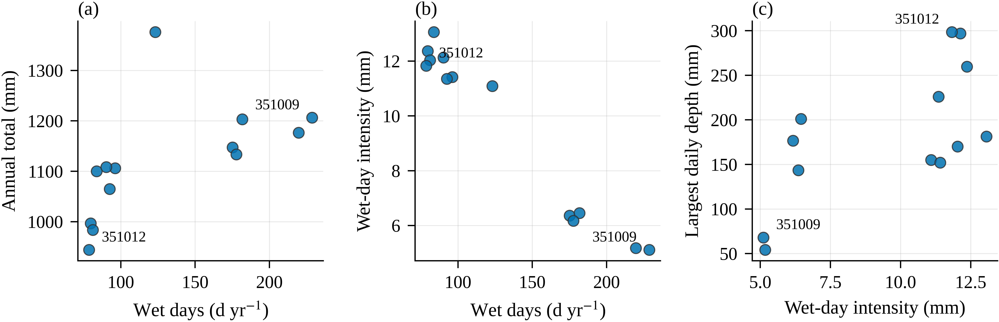 (a)
Annual total (mm)
1300
1200
1100
1000
351009
351012
100 150 200
Wet days (d yr⁻¹)
(b)
Wet-day intensity (mm)
12
10
8
6
351012
351009
100 150 200
Wet days (d yr⁻¹)
(c)
Largest daily depth (mm)
300
250
200
150
100
50
351012
351009
5.0 7.5 10.0 12.5
Wet-day intensity (mm)